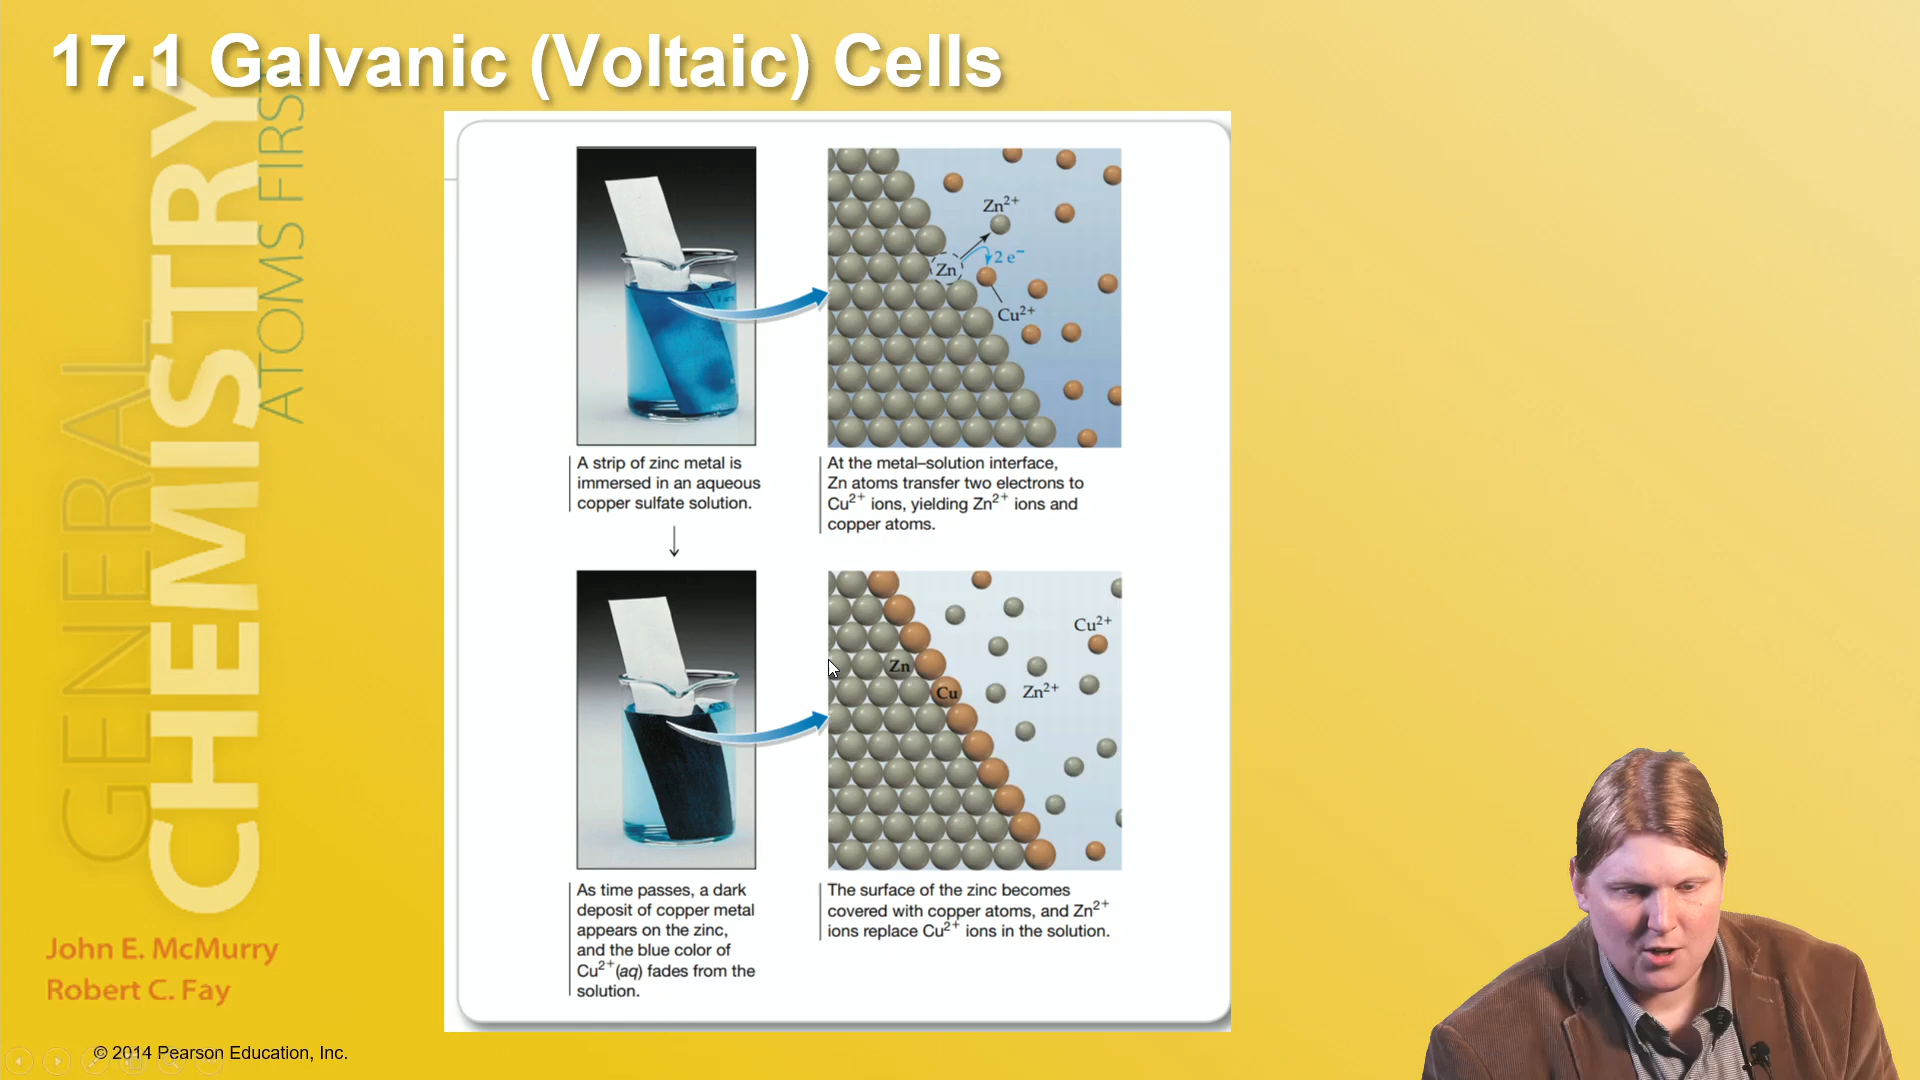 17.1 Galvanic (Voltaic) Cells
GENERAL
CHEMISTRY
ATOMS FIRST
Zn²⁺
Zn
2 e⁻
Cu²⁺
A strip of zinc metal is
immersed in an aqueous
copper sulfate solution.
At the metal–solution interface,
Zn atoms transfer two electrons to
Cu²⁺ ions, yielding Zn²⁺ ions and
copper atoms.
Cu²⁺
Zn
Cu
Zn²⁺
As time passes, a dark
deposit of copper metal
appears on the zinc,
and the blue color of
Cu²⁺(aq) fades from the
solution.
The surface of the zinc becomes
covered with copper atoms, and Zn²⁺
ions replace Cu²⁺ ions in the solution.
John E. McMurry
Robert C. Fay
© 2014 Pearson Education, Inc.